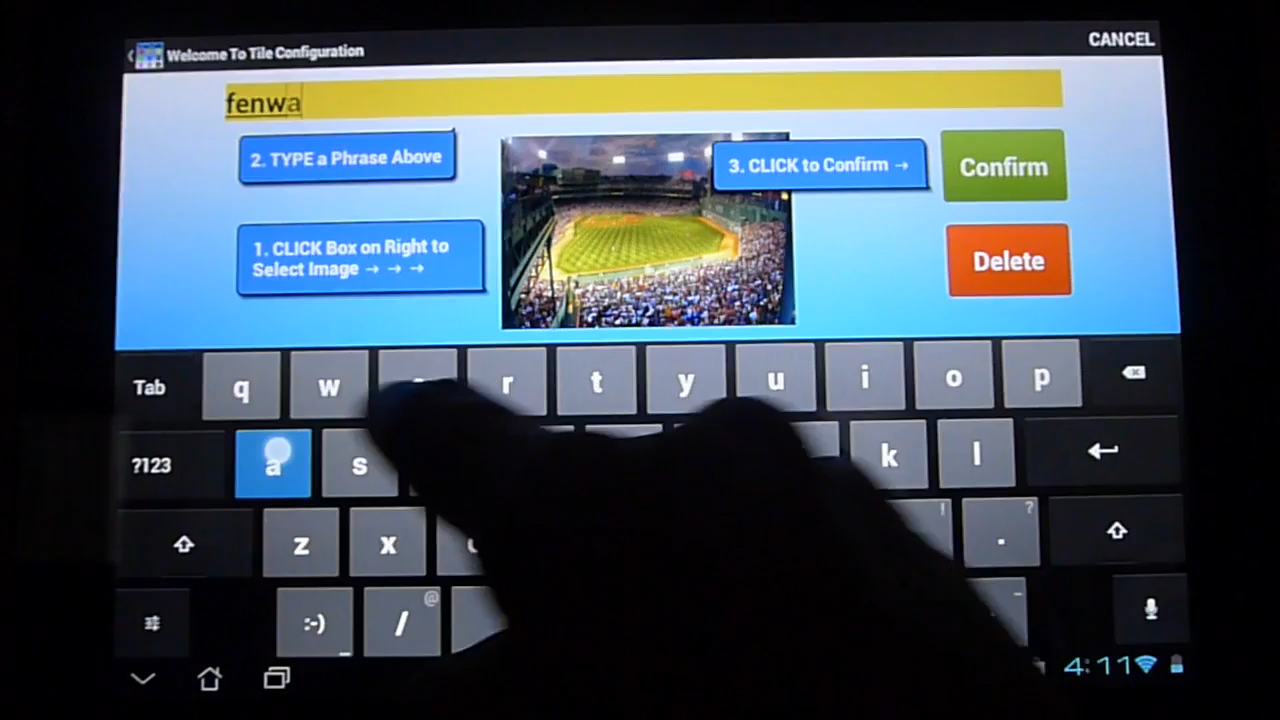 Welcome To Tile Configuration
CANCEL
fenwa
2. TYPE a Phrase Above
3. CLICK to Confirm →
Confirm
1. CLICK Box on Right to
Select Image → → →
Delete
Tab q w r t y u i o p
?123 a s k l
z x ! . ?
:-) / @ _ -
4:11